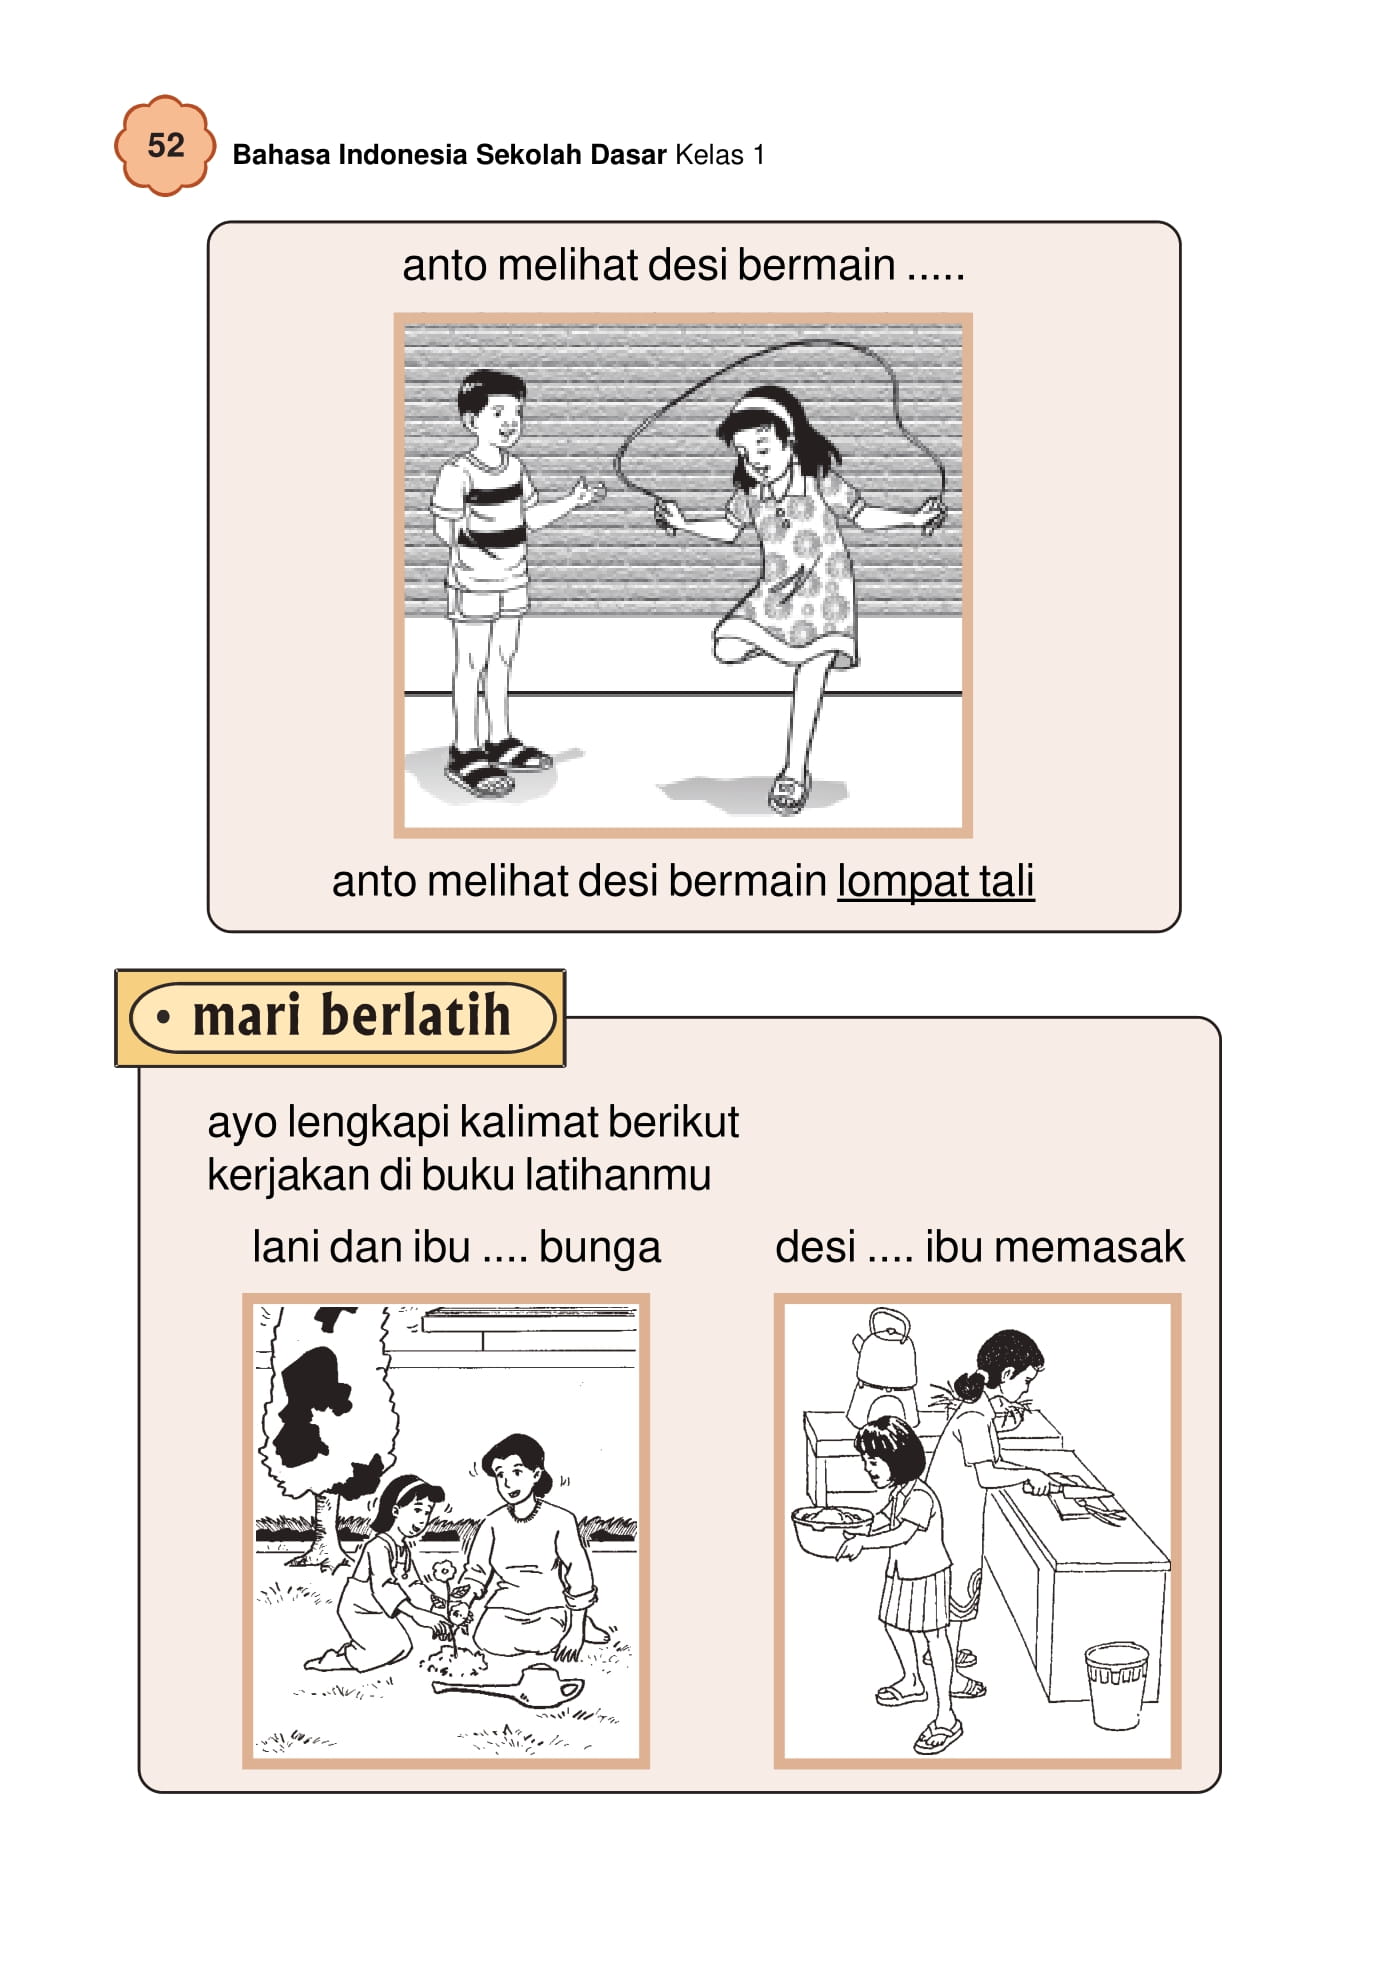 52
Bahasa Indonesia Sekolah Dasar Kelas 1
anto melihat desi bermain .....
anto melihat desi bermain lompat tali
• mari berlatih
ayo lengkapi kalimat berikut
kerjakan di buku latihanmu
lani dan ibu .... bunga
desi .... ibu memasak